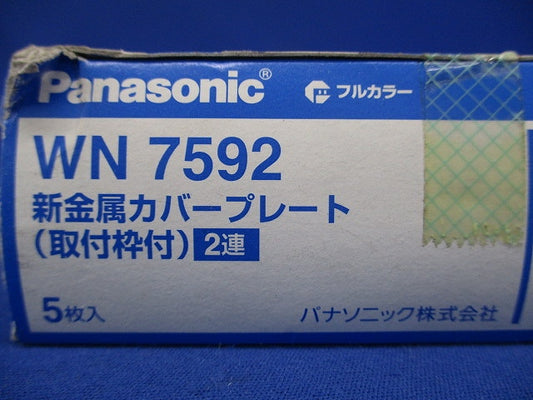 Panasonic® フルカラー
WN 7592
新金属カバープレート
(取付枠付) 2連
5枚入 パナソニック株式会社